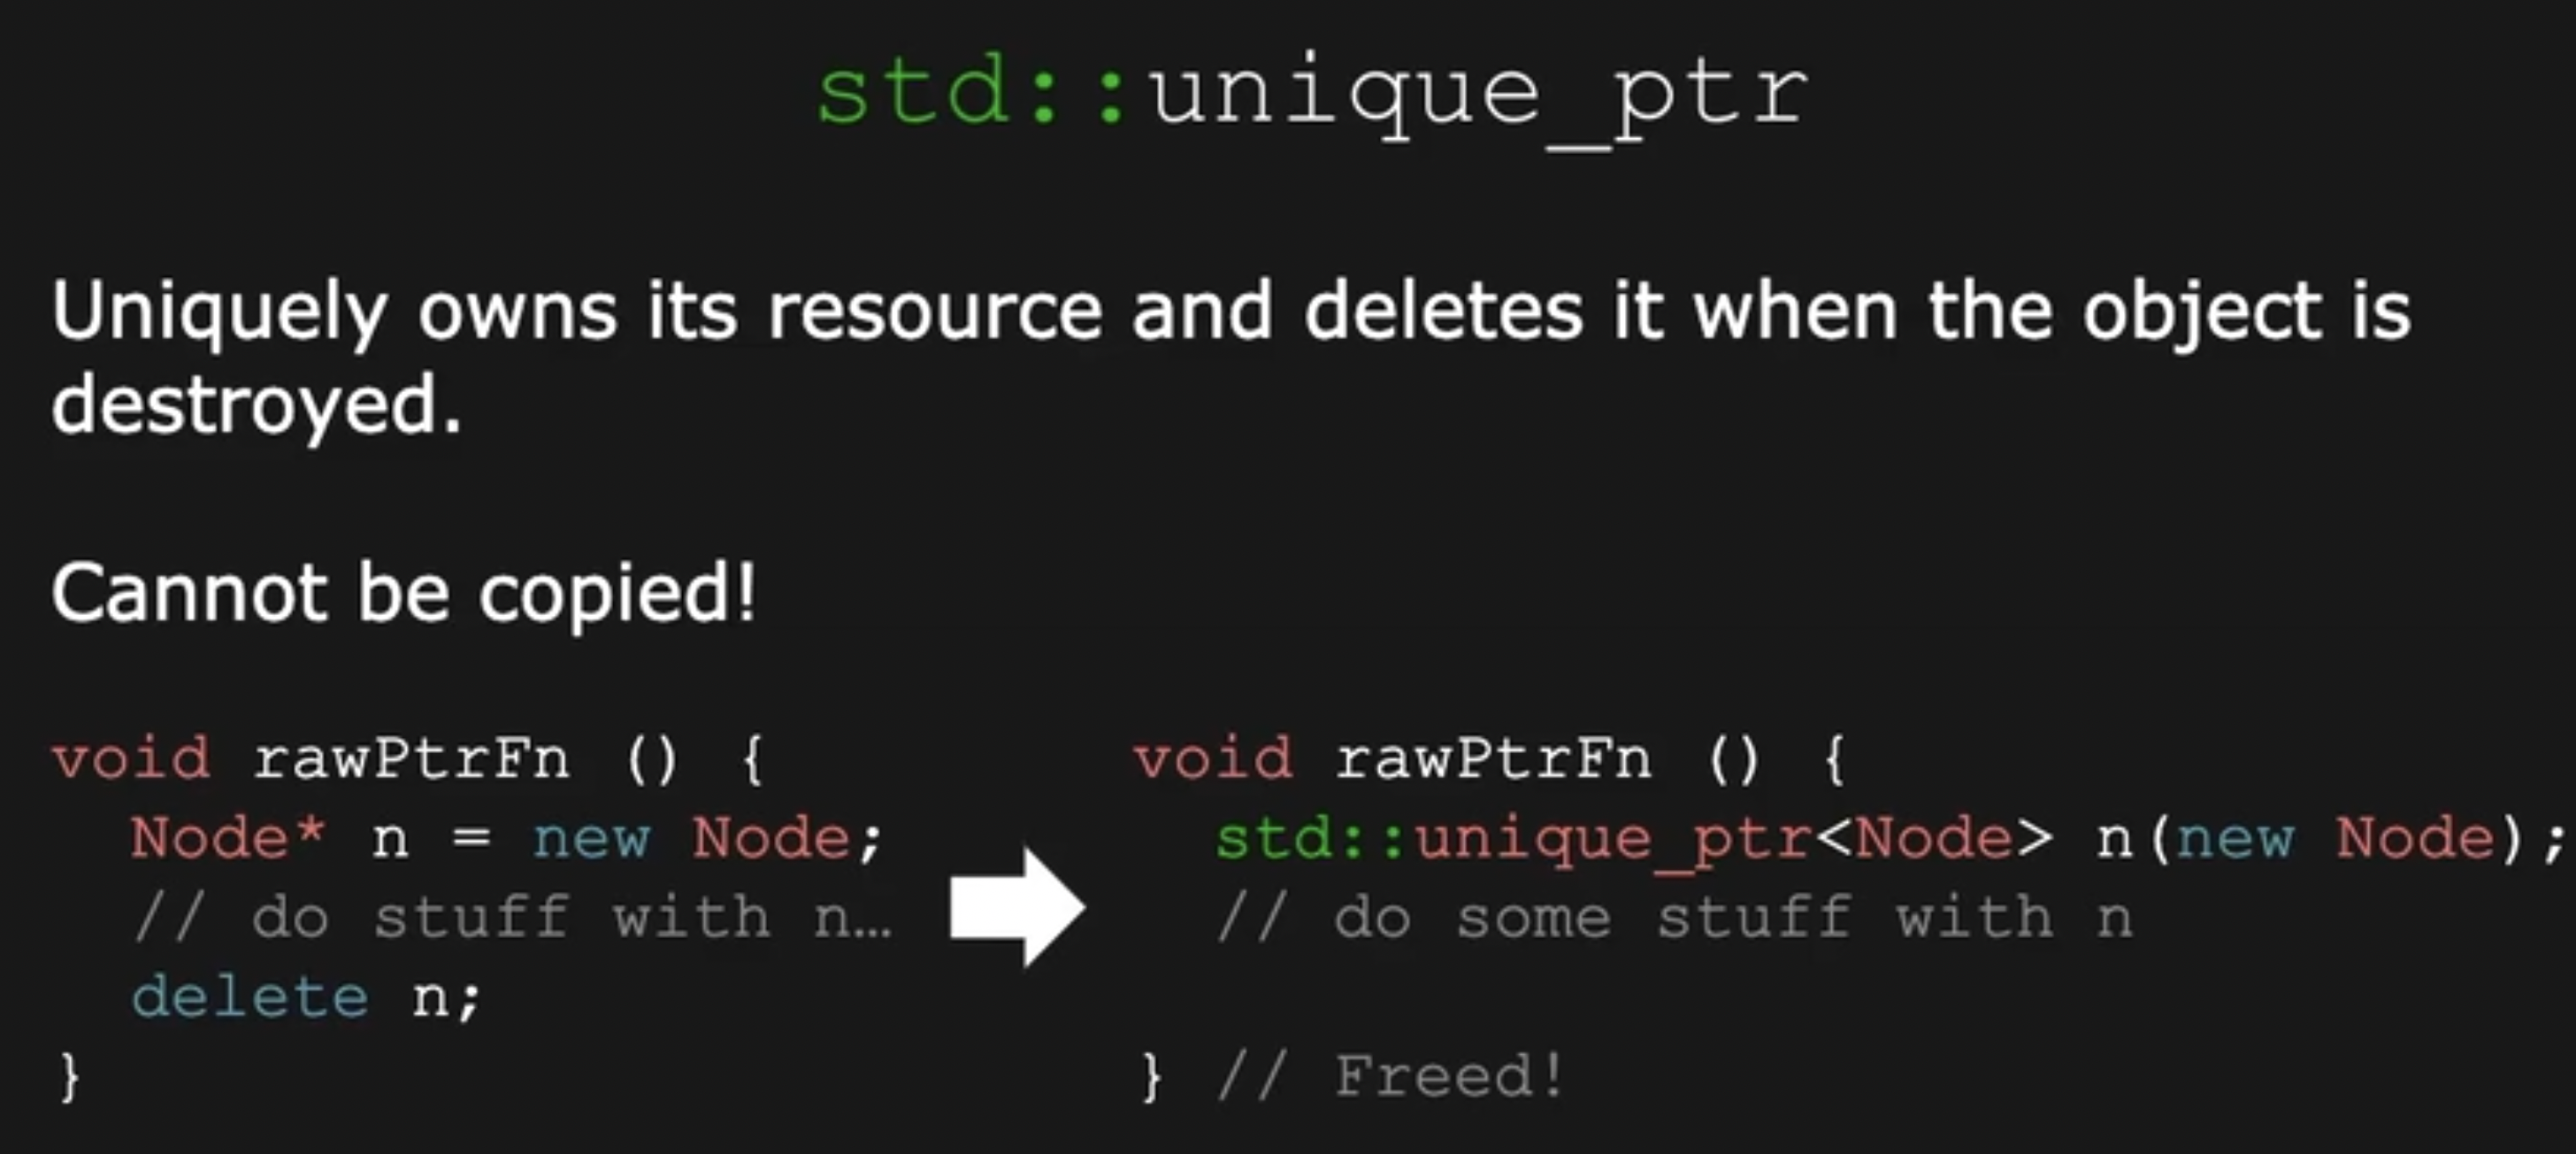 std::unique_ptr
Uniquely owns its resource and deletes it when the object is
destroyed.
Cannot be copied!
void rawPtrFn () {
Node* n = new Node;
// do stuff with n…
delete n;
}
void rawPtrFn () {
std::unique_ptr<Node> n(new Node);
// do some stuff with n
} // Freed!